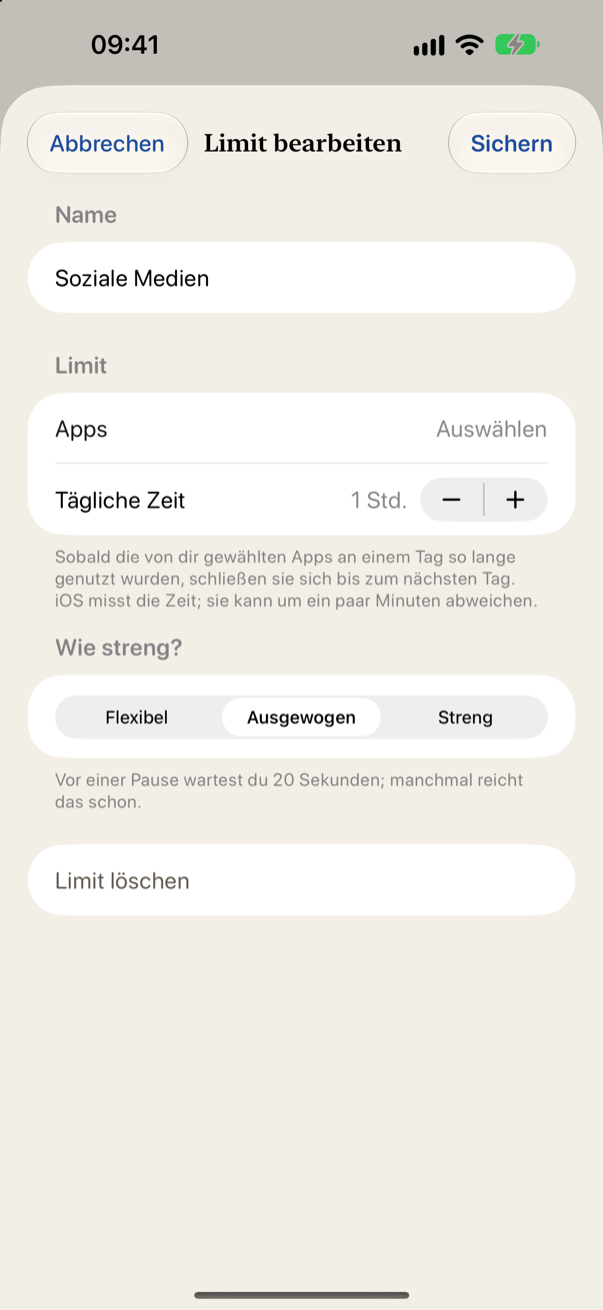 09:41
Abbrechen
Limit bearbeiten
Sichern
Name
Soziale Medien
Limit
Apps
Auswählen
Tägliche Zeit
1 Std.
Sobald die von dir gewählten Apps an einem Tag so lange
genutzt wurden, schließen sie sich bis zum nächsten Tag.
iOS misst die Zeit; sie kann um ein paar Minuten abweichen.
Wie streng?
Flexibel
Ausgewogen
Streng
Vor einer Pause wartest du 20 Sekunden; manchmal reicht
das schon.
Limit löschen